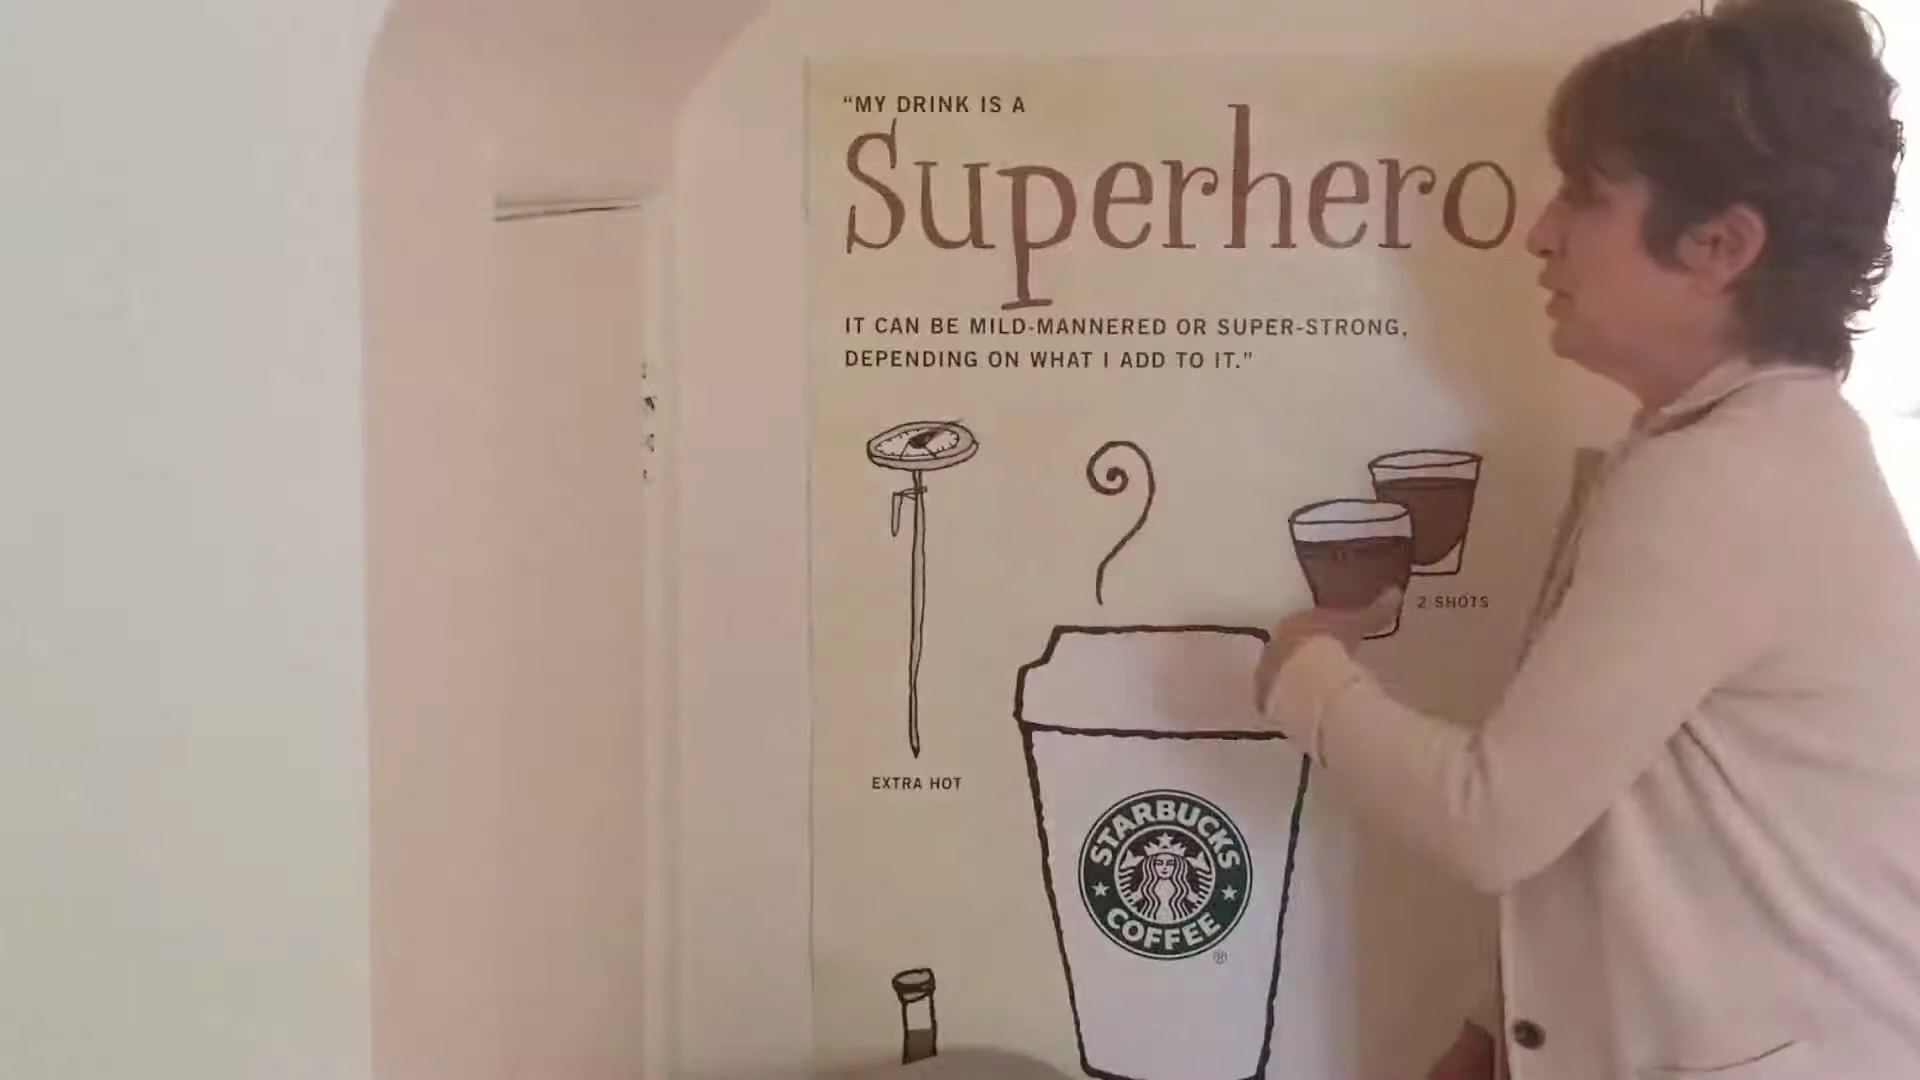 “MY DRINK IS A
Superhero
IT CAN BE MILD-MANNERED OR SUPER-STRONG,
DEPENDING ON WHAT I ADD TO IT.”
2 SHOTS
EXTRA HOT
STARBUCKS
COFFEE
®